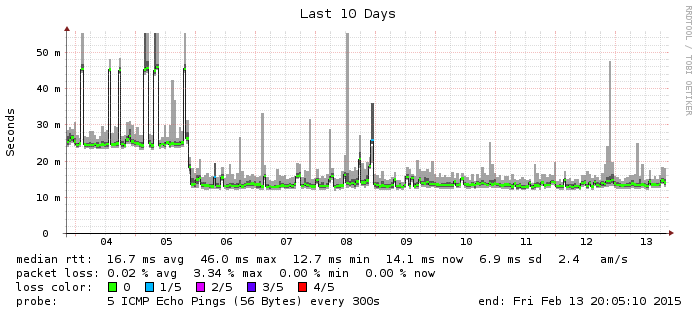 Last 10 Days
RRDTOOL / TOBI OETIKER
Seconds
50 m
40 m
30 m
20 m
10 m
0
04 05 06 07 08 09 10 11 12 13
median rtt: 16.7 ms avg 46.0 ms max 12.7 ms min 14.1 ms now 6.9 ms sd 2.4 am/s
packet loss: 0.02 % avg 3.34 % max 0.00 % min 0.00 % now
loss color: 0 1/5 2/5 3/5 4/5
probe: 5 ICMP Echo Pings (56 Bytes) every 300s end: Fri Feb 13 20:05:10 2015